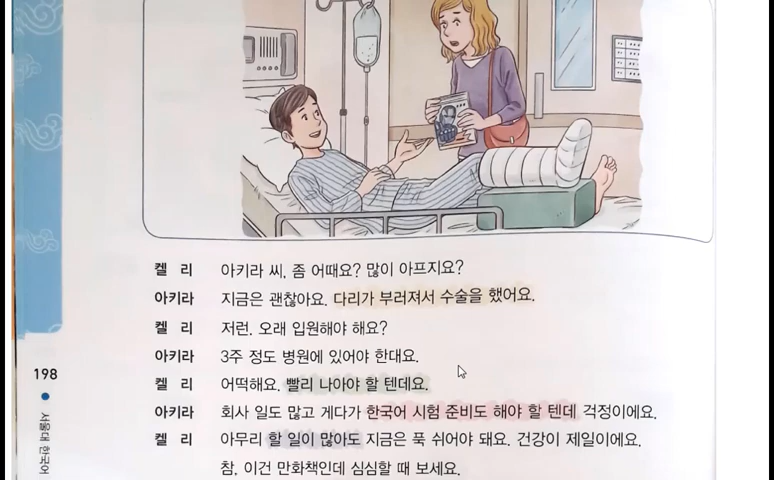 켈 리 아키라 씨, 좀 어때요? 많이 아프지요?
아키라 지금은 괜찮아요. 다리가 부러져서 수술을 했어요.
켈 리 저런. 오래 입원해야 해요?
아키라 3주 정도 병원에 있어야 한대요.
켈 리 어떡해요. 빨리 나아야 할 텐데요.
아키라 회사 일도 많고 게다가 한국어 시험 준비도 해야 할 텐데 걱정이에요.
켈 리 아무리 할 일이 많아도 지금은 푹 쉬어야 돼요. 건강이 제일이에요.
참, 이건 만화책인데 심심할 때 보세요.
198
서울대 한국어